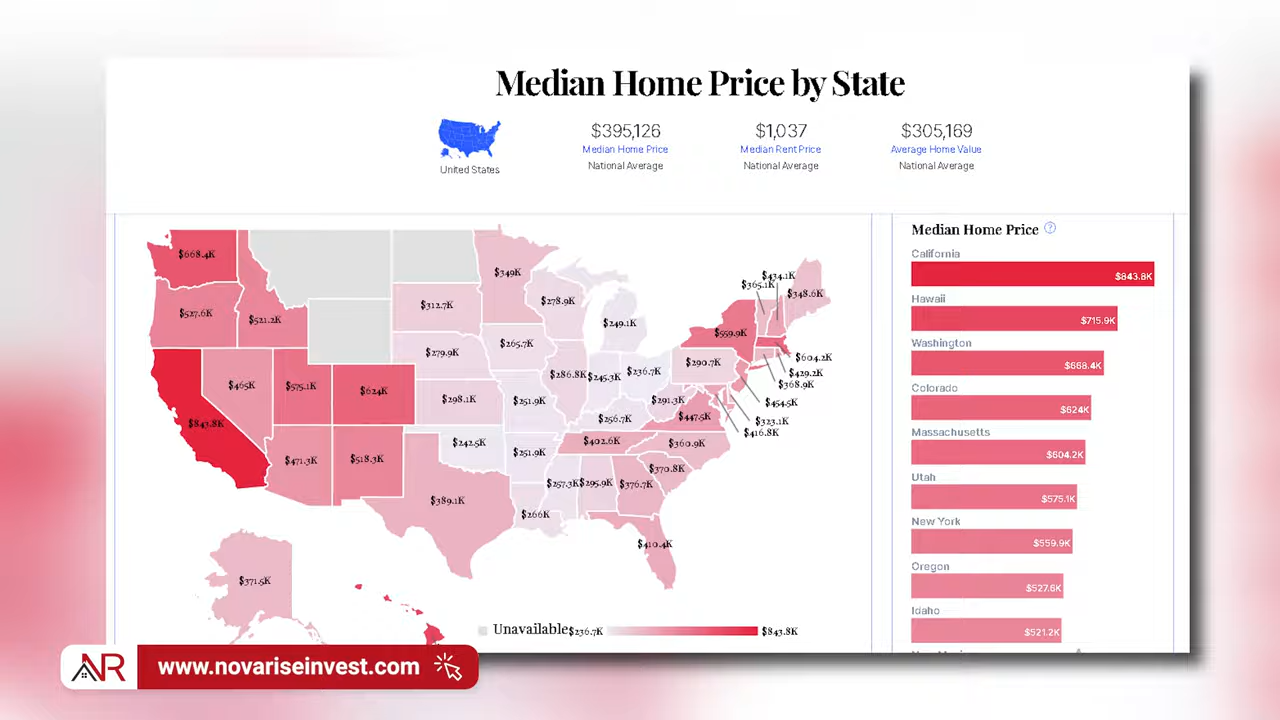 Median Home Price by State
$395,126
$1,037
$305,169
Median Home Price
Median Rent Price
Average Home Value
United States
National Average
National Average
National Average
Median Home Price ?
California
$843.8K
Hawaii
$715.9K
Washington
$668.4K
Colorado
$624K
Massachusetts
$604.2K
Utah
$575.1K
New York
$559.9K
Oregon
$527.6K
Idaho
$521.2K
$668.4K
$527.6K
$521.2K
$843.8K
$465K
$575.1K
$624K
$471.3K
$518.3K
$349K
$312.7K
$279.9K
$298.1K
$242.5K
$389.1K
$278.9K
$265.7K
$251.9K
$251.9K
$266K
$249.1K
$286.8K
$245.3K
$236.7K
$256.7K
$402.6K
$257.3K
$295.9K
$376.7K
$410.4K
$434.1K
$365.1K
$348.6K
$559.9K
$290.7K
$291.3K
$447.5K
$360.9K
$370.8K
$604.2K
$429.2K
$368.9K
$454.5K
$323.1K
$416.8K
$371.5K
Unavailable
$236.7K
$843.8K
NR
www.novariseinvest.com